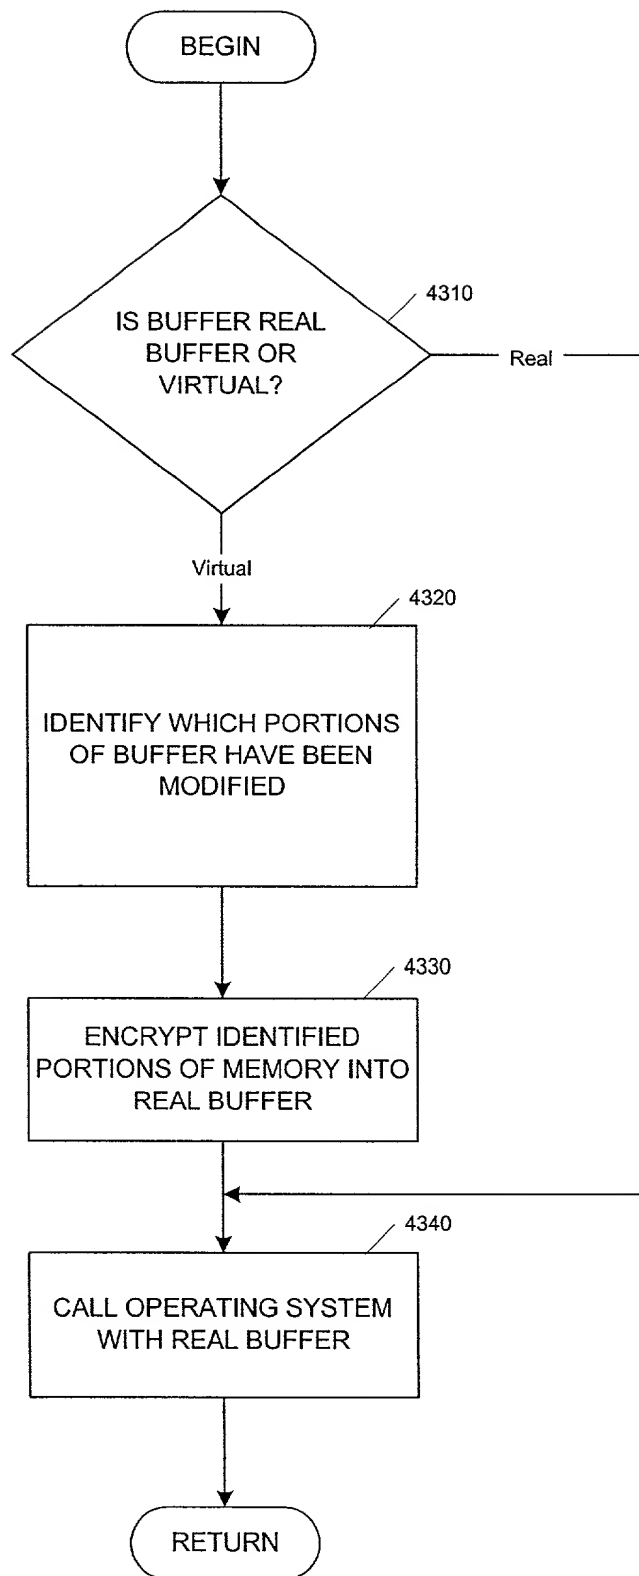 BEGIN
4310
IS BUFFER REAL
BUFFER OR
VIRTUAL?
Real
Virtual
4320
IDENTIFY WHICH PORTIONS
OF BUFFER HAVE BEEN
MODIFIED
4330
ENCRYPT IDENTIFIED
PORTIONS OF MEMORY INTO
REAL BUFFER
4340
CALL OPERATING SYSTEM
WITH REAL BUFFER
RETURN